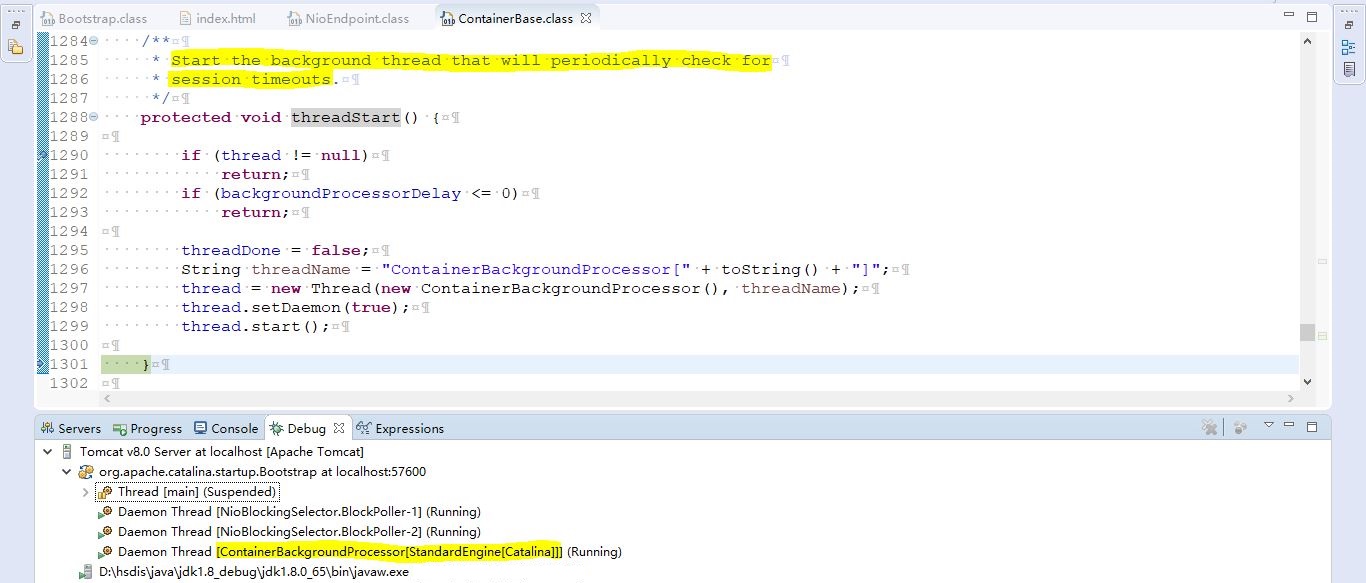 Bootstrap.class index.html NioEndpoint.class ContainerBase.class
1284 /**
1285 * Start the background thread that will periodically check for
1286 * session timeouts.
1287 */
1288 protected void threadStart() {
1289
1290 if (thread != null)
1291 return;
1292 if (backgroundProcessorDelay <= 0)
1293 return;
1294
1295 threadDone = false;
1296 String threadName = "ContainerBackgroundProcessor[" + toString() + "]";
1297 thread = new Thread(new ContainerBackgroundProcessor(), threadName);
1298 thread.setDaemon(true);
1299 thread.start();
1300
1301 }
1302
Servers Progress Console Debug Expressions
Tomcat v8.0 Server at localhost [Apache Tomcat]
org.apache.catalina.startup.Bootstrap at localhost:57600
Thread [main] (Suspended)
Daemon Thread [NioBlockingSelector.BlockPoller-1] (Running)
Daemon Thread [NioBlockingSelector.BlockPoller-2] (Running)
Daemon Thread [ContainerBackgroundProcessor[StandardEngine[Catalina]]] (Running)
D:\hsdis\java\jdk1.8_debug\jdk1.8.0_65\bin\javaw.exe